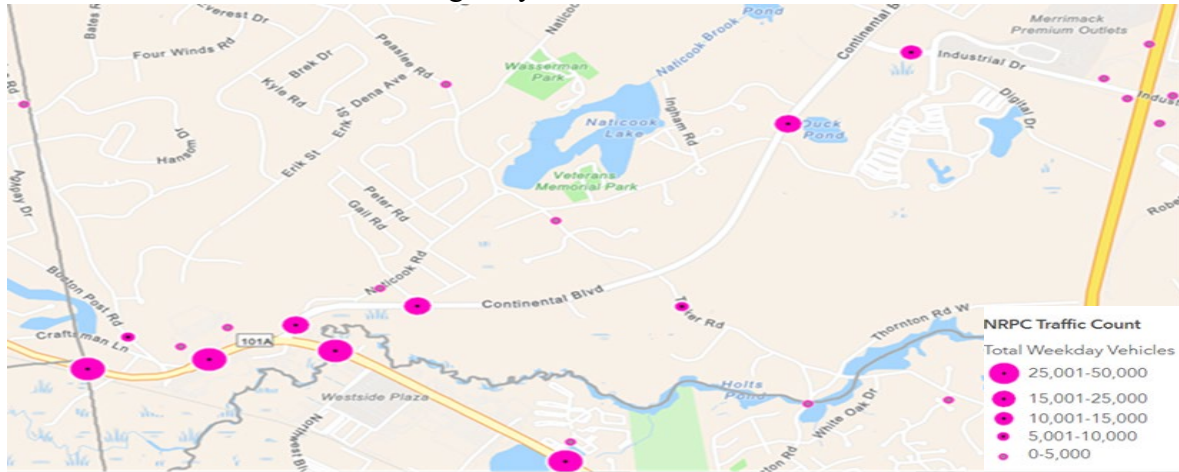 Everest Dr
Bates R
Four Winds Rd
Brek Dr
Kyle Rd
Dena Ave
Peaslee Rd
Erik St
Erik St
Hansom Dr
Wasserman
Park
Naticook Brook
Pond
Naticook
Lake
Ingham Rd
Veterans
Memorial Park
Continental Blvd
Duck
Pond
Merrimack
Premium Outlets
Industrial Dr
Digital Dr
Peter Rd
Gail Rd
Naticook Rd
Continental Blvd
Boston Post Rd
Craftsman Ln
101A
Westside Plaza
Thornton Rd W
Holts
Pond
White Oak Dr
NRPC Traffic Count
Total Weekday Vehicles
25,001-50,000
15,001-25,000
10,001-15,000
5,001-10,000
0-5,000